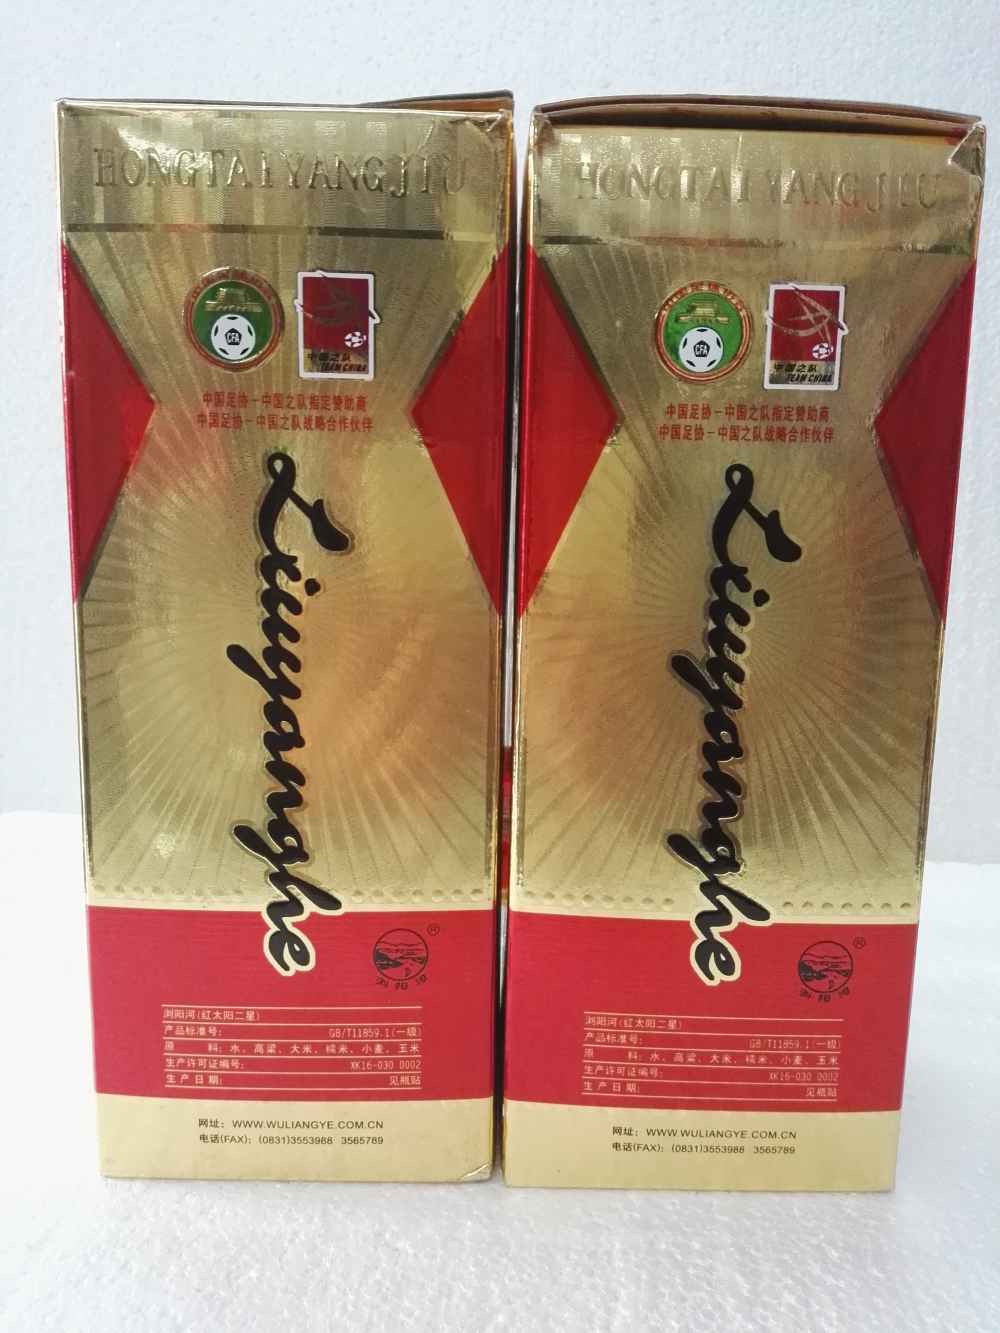 HONGTAIYANGJIU
CFA
中国之队
TEAM CHINA
中国足协－中国之队指定赞助商
中国足协－中国之队战略合作伙伴
Liuyanghe
®
浏阳河
浏阳河(红太阳二星)
产品标准号: GB/T11859.1(一级)
原 料: 水、高粱、大米、糯米、小麦、玉米
生产许可证编号: XK16-030 0002
生产日期: 见瓶贴
网址: WWW.WULIANGYE.COM.CN
电话(FAX): (0831)3553988 3565789
HONGTAIYANGJIU
CFA
中国之队
TEAM CHINA
中国足协－中国之队指定赞助商
中国足协－中国之队战略合作伙伴
Liuyanghe
®
浏阳河
浏阳河(红太阳二星)
产品标准号: GB/T11859.1(一级)
原 料: 水、高粱、大米、糯米、小麦、玉米
生产许可证编号: XK16-030 0002
生产日期: 见瓶贴
网址: WWW.WULIANGYE.COM.CN
电话(FAX): (0831)3553988 3565789